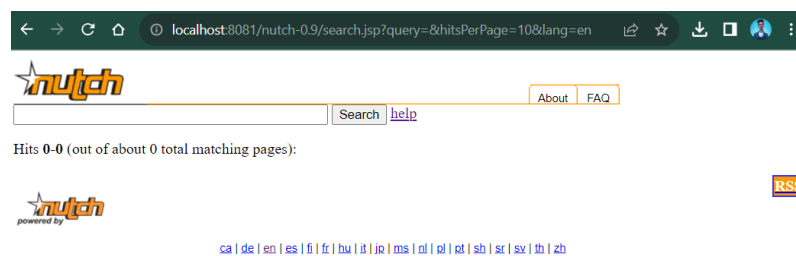 localhost:8081/nutch-0.9/search.jsp?query=&hitsPerPage=10&lang=en
nutch
About FAQ
Search help
Hits 0-0 (out of about 0 total matching pages):
RSS
nutch
powered by
ca | de | en | es | fi | fr | hu | it | jp | ms | nl | pl | pt | sh | sr | sv | th | zh